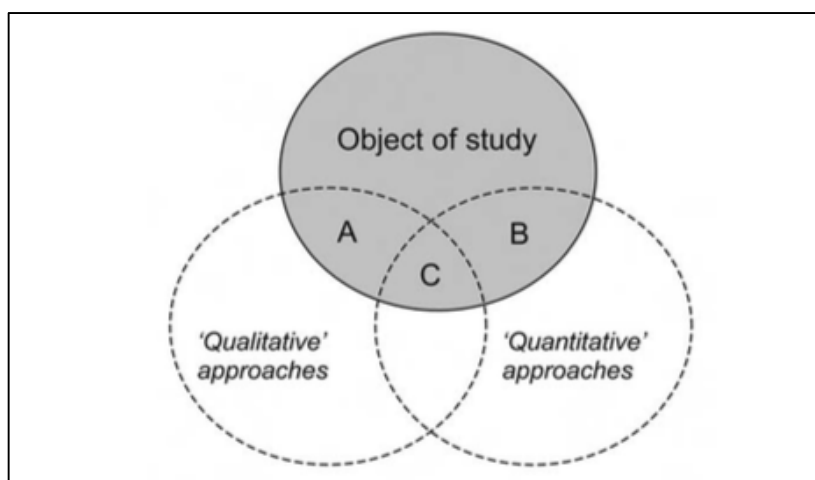 Object of study
A
B
C
‘Qualitative’
approaches
‘Quantitative’
approaches